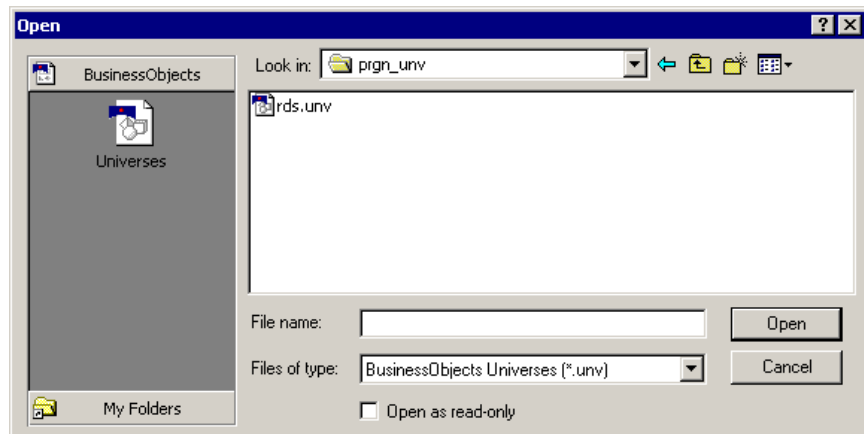 Open
BusinessObjects
Look in: prgn_unv
rds.unv
Universes
File name:
Open
Files of type: BusinessObjects Universes (*.unv)
Cancel
My Folders
Open as read-only